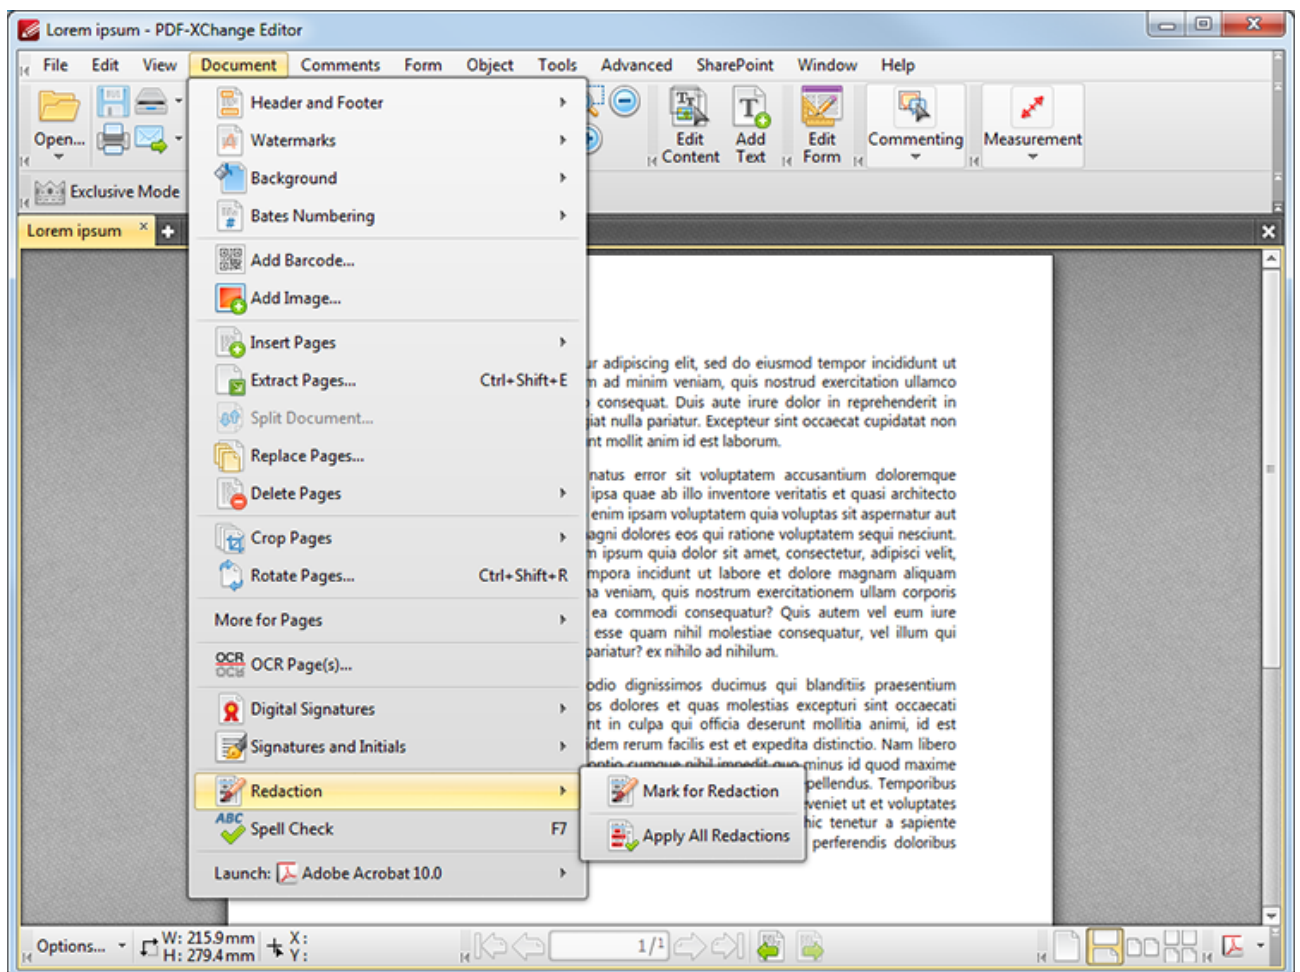 Lorem ipsum - PDF-XChange Editor
File Edit View Document Comments Form Object Tools Advanced SharePoint Window Help
Open...
Edit Content
Add Text
Edit Form
Commenting
Measurement
Exclusive Mode
Lorem ipsum
Header and Footer
Watermarks
Background
Bates Numbering
Add Barcode...
Add Image...
Insert Pages
Extract Pages... Ctrl+Shift+E
Split Document...
Replace Pages...
Delete Pages
Crop Pages
Rotate Pages... Ctrl+Shift+R
More for Pages
OCR OCR Page(s)...
Digital Signatures
Signatures and Initials
Redaction
ABC Spell Check F7
Launch: Adobe Acrobat 10.0
Mark for Redaction
Apply All Redactions
adipiscing elit, sed do eiusmod tempor incididunt ut
ad minim veniam, quis nostrud exercitation ullamco
consequat. Duis aute irure dolor in reprehenderit in
nulla pariatur. Excepteur sint occaecat cupidatat non
mollit anim id est laborum.
natus error sit voluptatem accusantium doloremque
ipsa quae ab illo inventore veritatis et quasi architecto
enim ipsam voluptatem quia voluptas sit aspernatur aut
dolores eos qui ratione voluptatem sequi nesciunt.
ipsum quia dolor sit amet, consectetur, adipisci velit,
incidunt ut labore et dolore magnam aliquam
veniam, quis nostrum exercitationem ullam corporis
ea commodi consequatur? Quis autem vel eum iure
esse quam nihil molestiae consequatur, vel illum qui
pariatur? ex nihilo ad nihilum.
odio dignissimos ducimus qui blanditiis praesentium
dolores et quas molestias excepturi sint occaecati
in culpa qui officia deserunt mollitia animi, id est
rerum facilis est et expedita distinctio. Nam libero
optio cumque nihil impedit quo minus id quod maxime
Temporibus
eveniet ut et voluptates
hic tenetur a sapiente
perferendis doloribus
Options... W: 215.9 mm H: 279.4 mm X: Y: 1/1